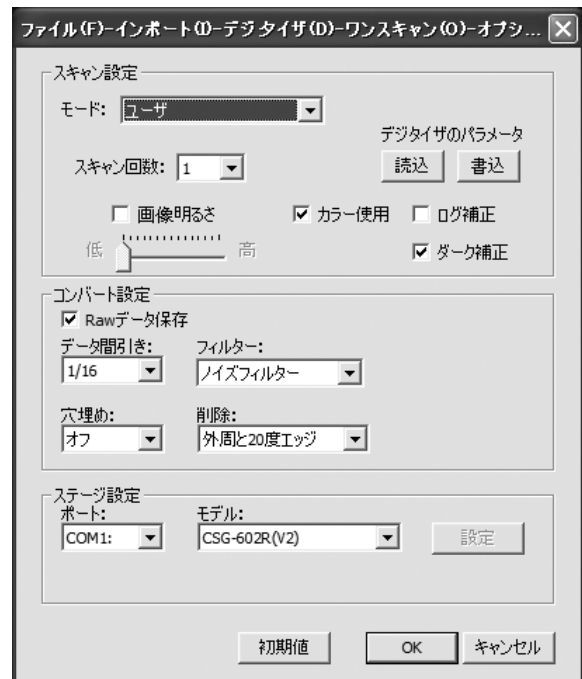 ファイル(F)-インポート(I)-デジタイザ(D)-ワンスキャン(O)-オプシ...
スキャン設定
モード: ユーザ
デジタイザのパラメータ
スキャン回数: 1 読込 書込
画像明るさ カラー使用 ログ補正
低 高 ダーク補正
コンバート設定
Rawデータ保存
データ間引き: フィルター:
1/16 ノイズフィルター
穴埋め: 削除:
オフ 外周と20度エッジ
ステージ設定
ポート: モデル:
COM1: CSG-602R(V2) 設定
初期値 OK キャンセル